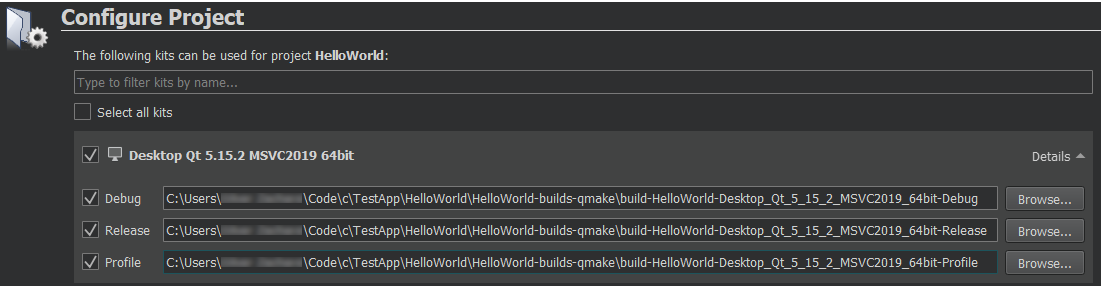 Configure Project
The following kits can be used for project HelloWorld:
Type to filter kits by name...
Select all kits
Desktop Qt 5.15.2 MSVC2019 64bit
Details
Debug C:\Users\ \Code\c\TestApp\HelloWorld\HelloWorld-builds-qmake\build-HelloWorld-Desktop_Qt_5_15_2_MSVC2019_64bit-Debug Browse...
Release C:\Users\ \Code\c\TestApp\HelloWorld\HelloWorld-builds-qmake\build-HelloWorld-Desktop_Qt_5_15_2_MSVC2019_64bit-Release Browse...
Profile C:\Users\ \Code\c\TestApp\HelloWorld\HelloWorld-builds-qmake\build-HelloWorld-Desktop_Qt_5_15_2_MSVC2019_64bit-Profile Browse...